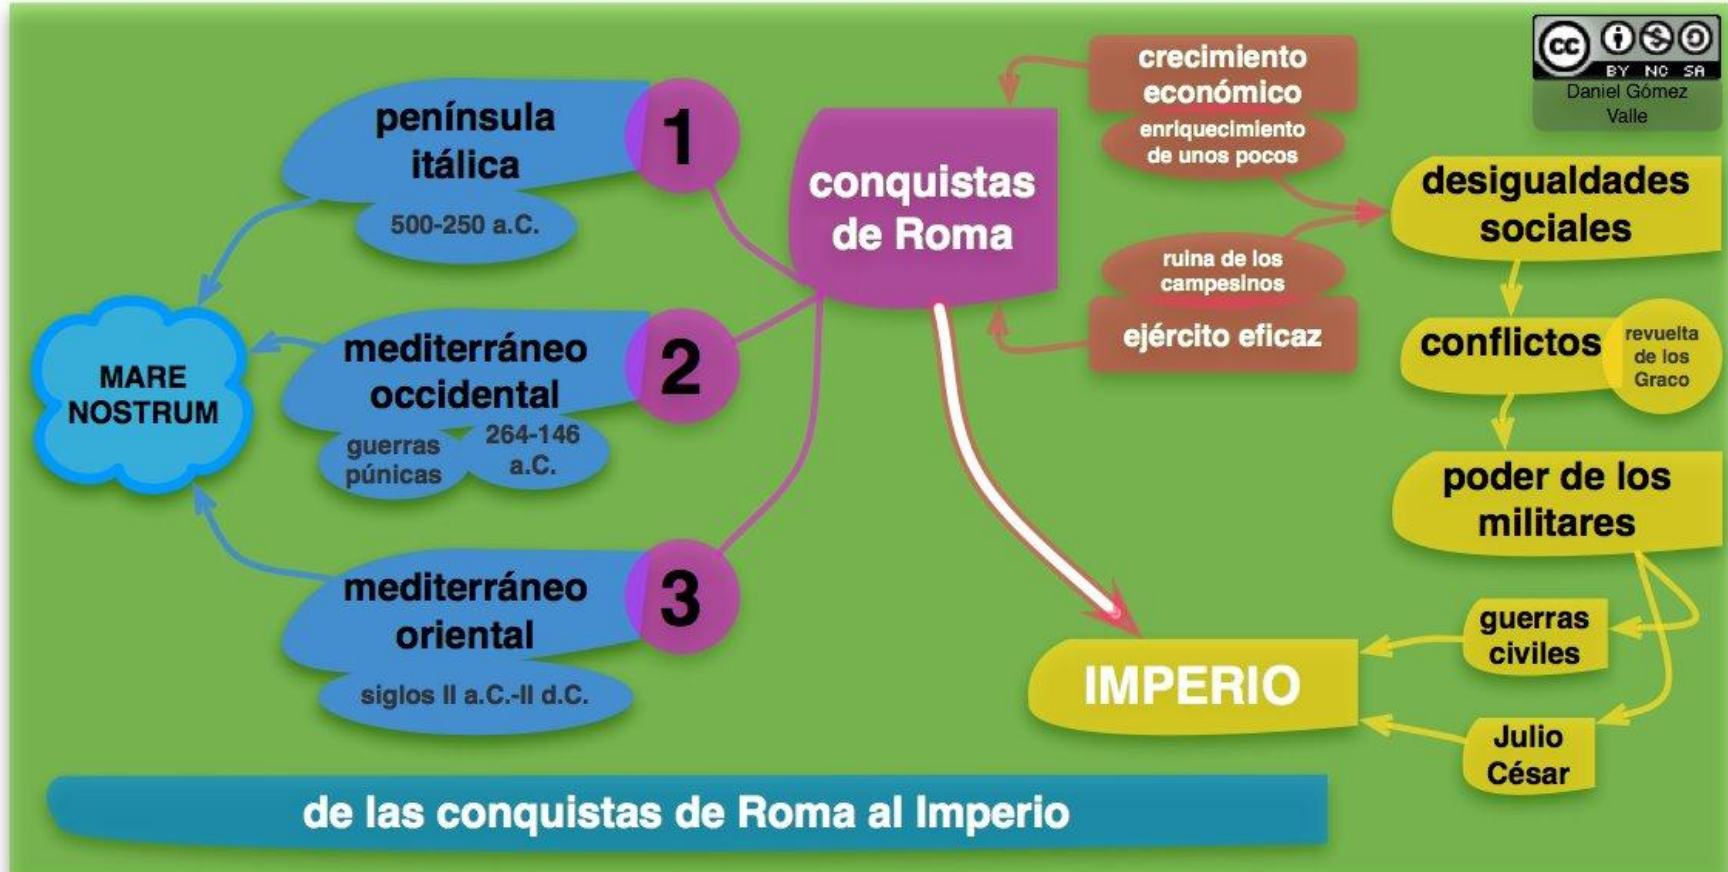 península
itálica
1
500-250 a.C.
mediterráneo
occidental
2
guerras
púnicas
264-146
a.C.
mediterráneo
oriental
3
siglos II a.C.-II d.C.
MARE
NOSTRUM
conquistas
de Roma
crecimiento
económico
enriquecimiento
de unos pocos
ruina de los
campesinos
ejército eficaz
desigualdades
sociales
conflictos
revuelta
de los
Graco
poder de los
militares
guerras
civiles
Julio
César
IMPERIO
de las conquistas de Roma al Imperio
cc
BY NC SA
Daniel Gómez
Valle